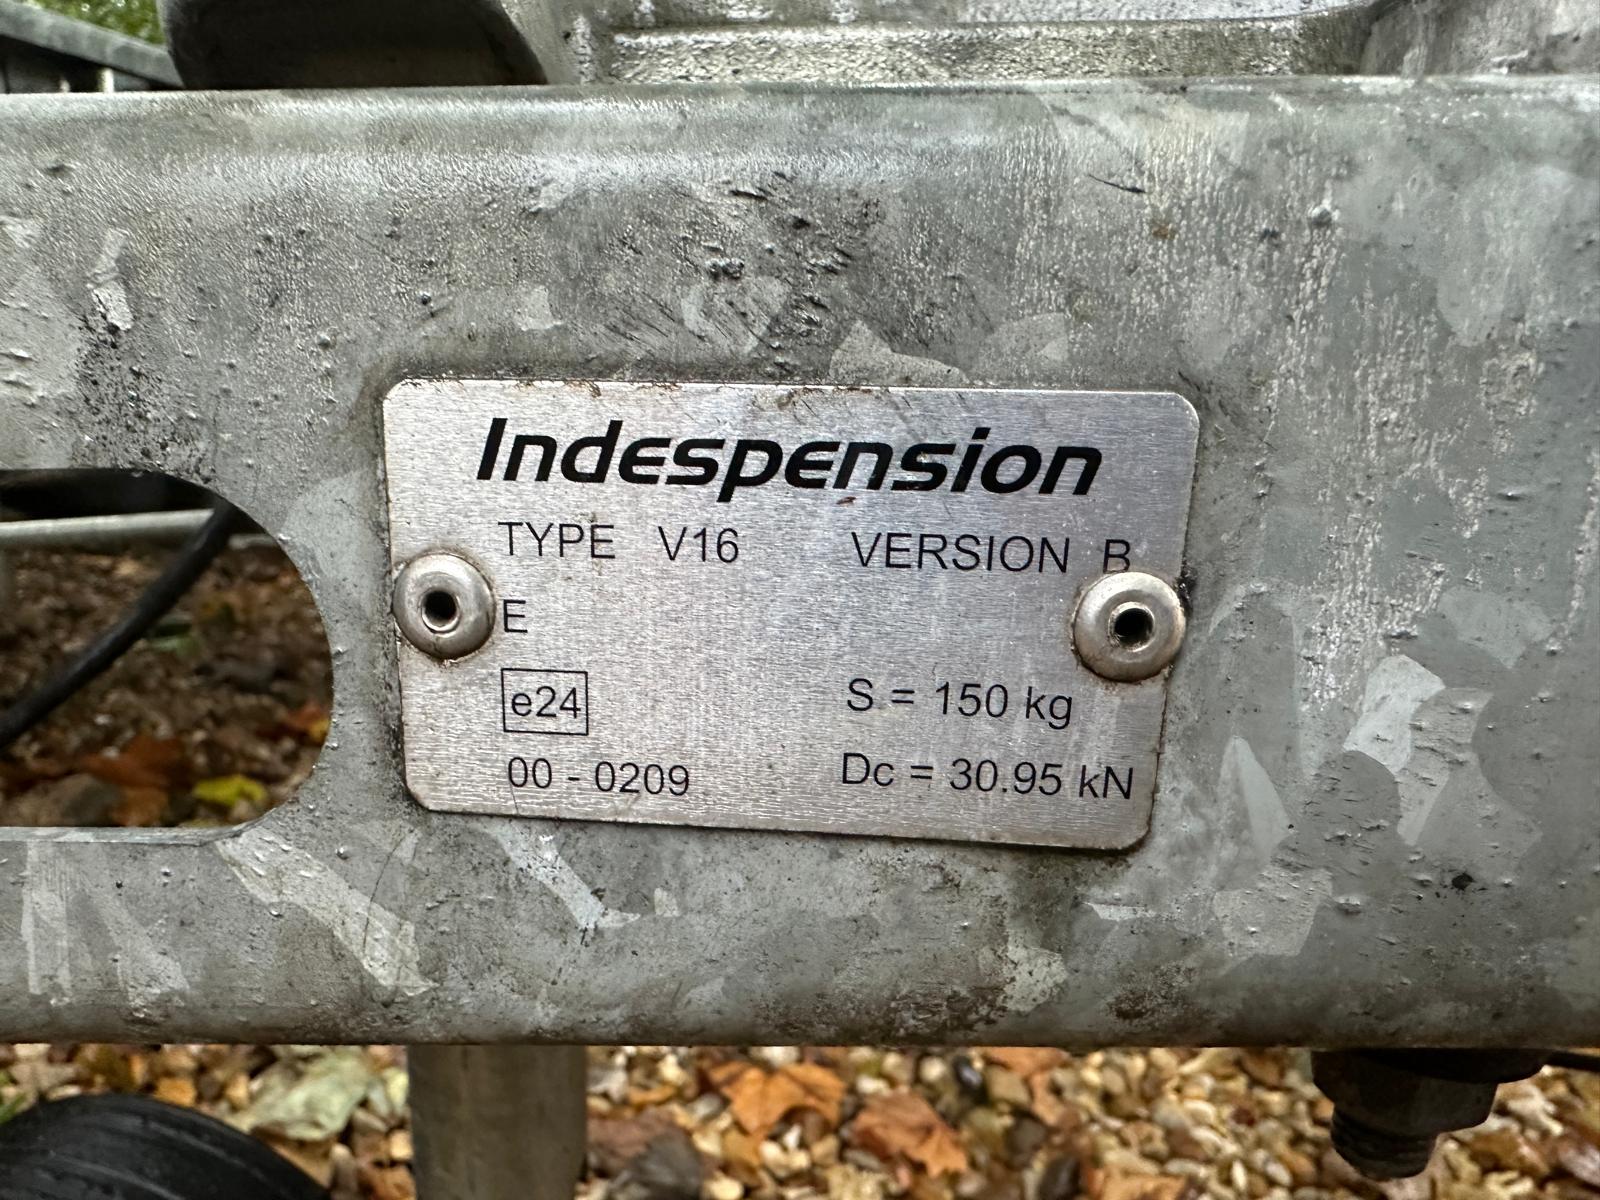 Indespension
TYPE V16 VERSION B
E
e24 S = 150 kg
00 - 0209 Dc = 30.95 kN